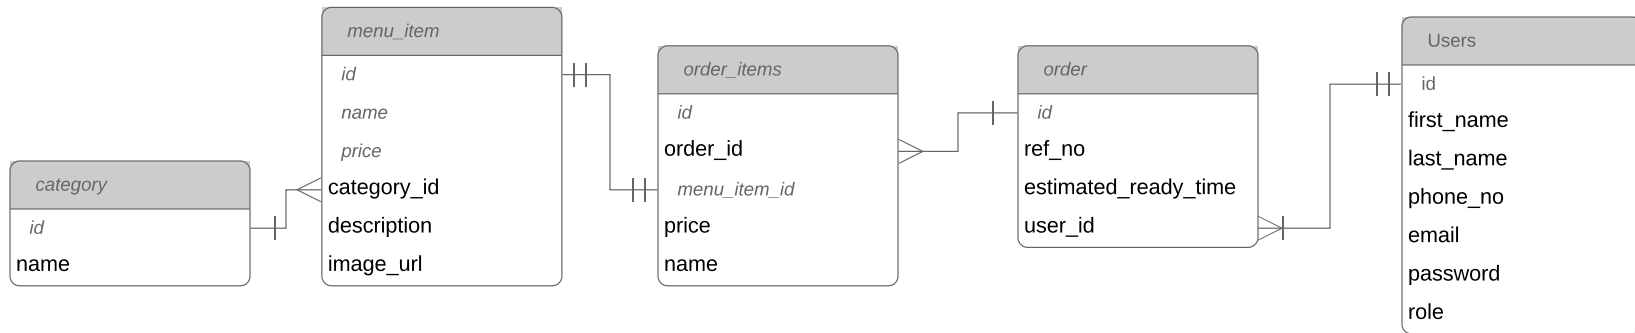 category
id
name
menu_item
id
name
price
category_id
description
image_url
order_items
id
order_id
menu_item_id
price
name
order
id
ref_no
estimated_ready_time
user_id
Users
id
first_name
last_name
phone_no
email
password
role